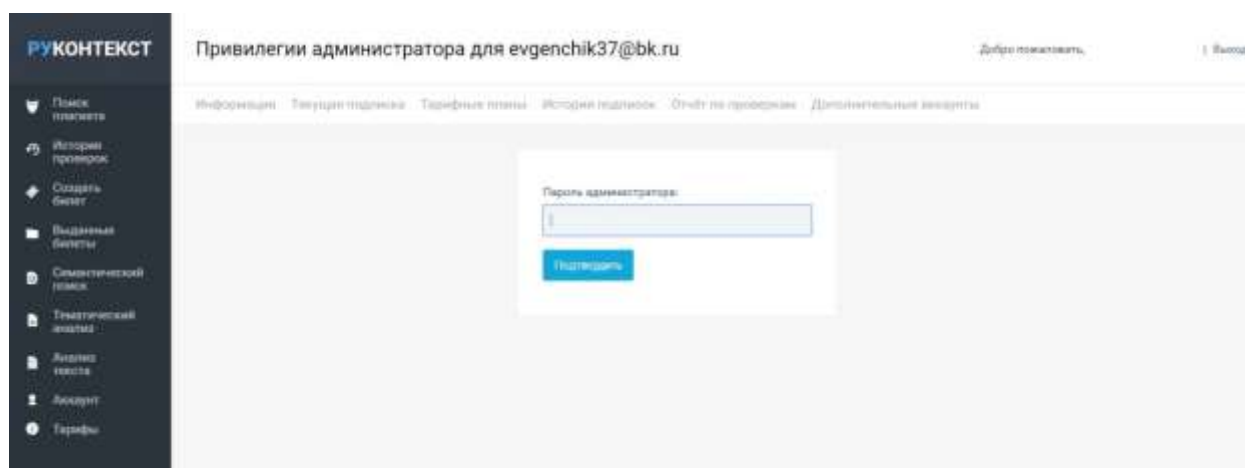 РУКОНТЕКСТ
Привилегии администратора для evgenchik37@bk.ru
Добро пожаловать,
| Выход
Информация Текущая подписка Тарифные планы История подписок Отчёт по проверкам Дополнительные аккаунты
Поиск
плагиата
История
проверок
Создать
билет
Выданные
билеты
Семантический
поиск
Тематический
анализ
Анализ
текста
Аккаунт
Тарифы
Пароль администратора:
Подтвердить